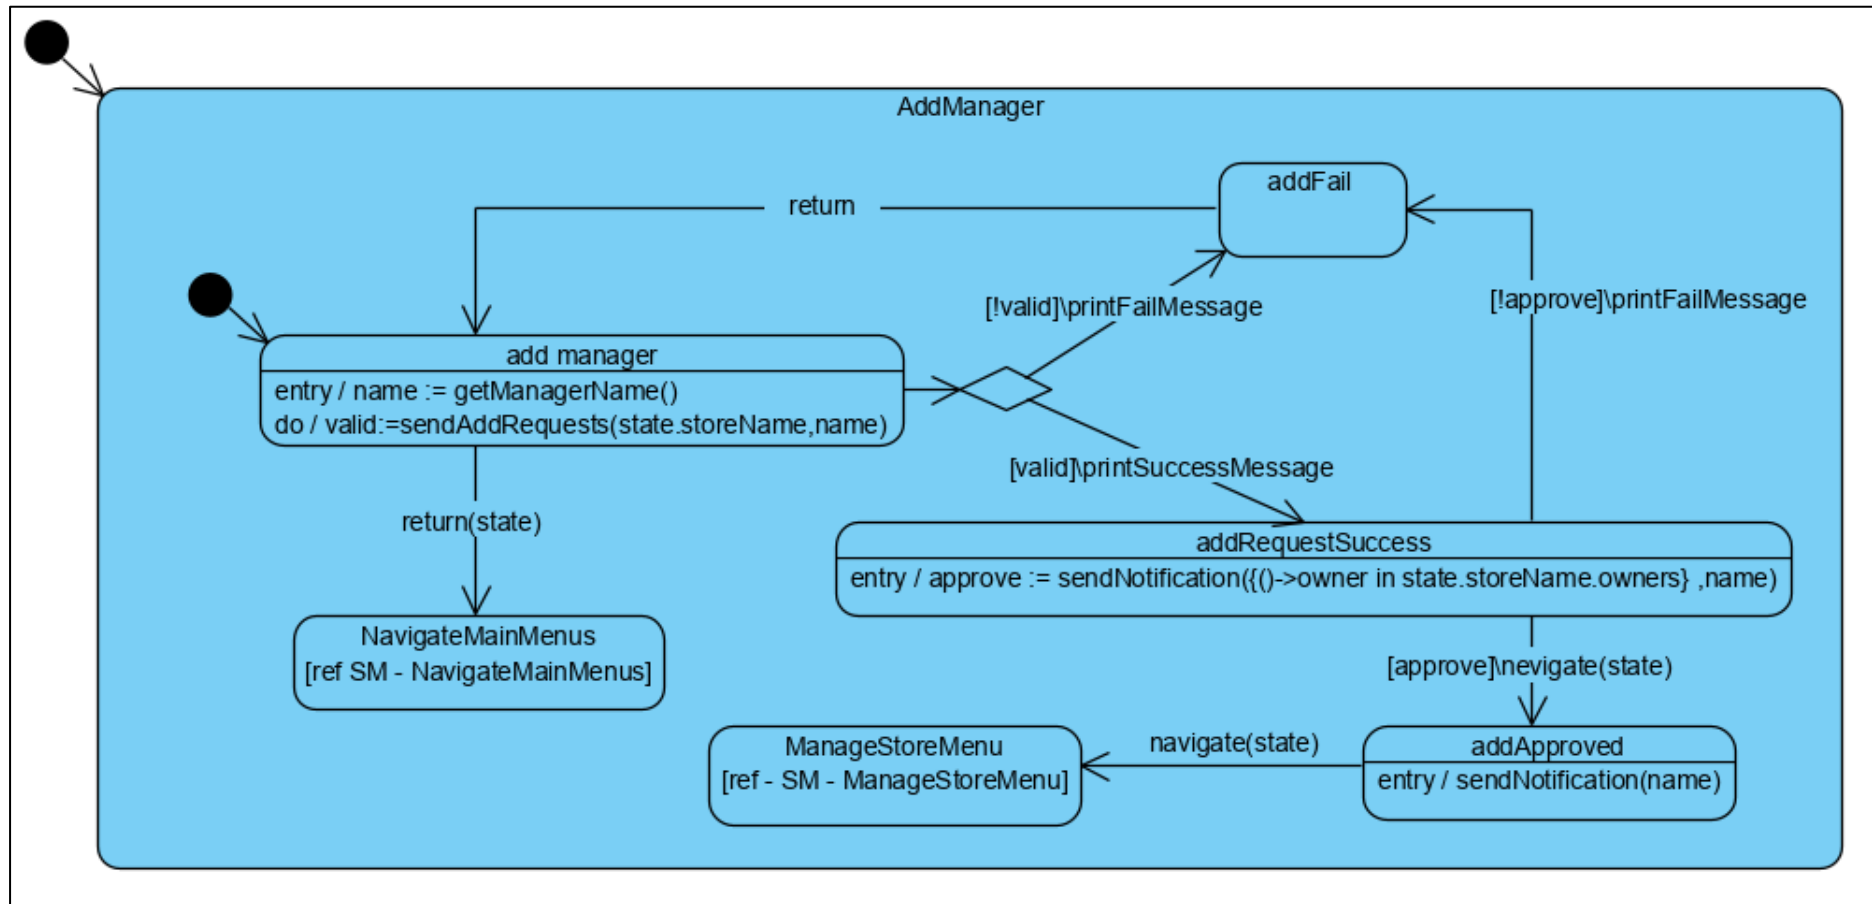 AddManager
addFail
return
[!valid]\printFailMessage
[!approve]\printFailMessage
add manager
entry / name := getManagerName()
do / valid:=sendAddRequests(state.storeName,name)
[valid]\printSuccessMessage
return(state)
addRequestSuccess
entry / approve := sendNotification({()->owner in state.storeName.owners} ,name)
NavigateMainMenus
[ref SM - NavigateMainMenus]
[approve]\nevigate(state)
ManageStoreMenu
[ref - SM - ManageStoreMenu]
navigate(state)
addApproved
entry / sendNotification(name)